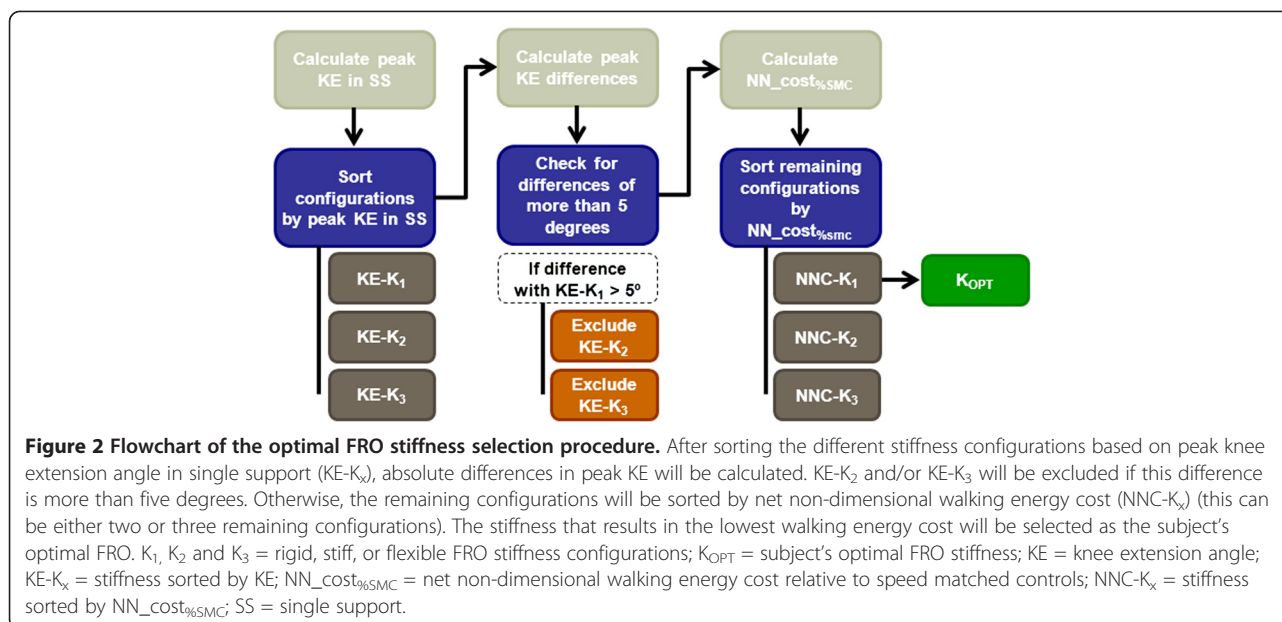 Calculate peak
KE in SS
Sort
configurations
by peak KE in SS
KE-K₁
KE-K₂
KE-K₃
Calculate peak
KE differences
Check for
differences of
more than 5
degrees
If difference
with KE-K₁ > 5º
Exclude
KE-K₂
Exclude
KE-K₃
Calculate
NN_cost%SMC
Sort remaining
configurations
by
NN_cost%smc
NNC-K₁
NNC-K₂
NNC-K₃
K_OPT
Figure 2 Flowchart of the optimal FRO stiffness selection procedure. After sorting the different stiffness configurations based on peak knee
extension angle in single support (KE-Kₓ), absolute differences in peak KE will be calculated. KE-K₂ and/or KE-K₃ will be excluded if this difference
is more than five degrees. Otherwise, the remaining configurations will be sorted by net non-dimensional walking energy cost (NNC-Kₓ) (this can
be either two or three remaining configurations). The stiffness that results in the lowest walking energy cost will be selected as the subject's
optimal FRO. K₁, K₂ and K₃ = rigid, stiff, or flexible FRO stiffness configurations; K_OPT = subject's optimal FRO stiffness; KE = knee extension angle;
KE-Kₓ = stiffness sorted by KE; NN_cost%SMC = net non-dimensional walking energy cost relative to speed matched controls; NNC-Kₓ = stiffness
sorted by NN_cost%SMC; SS = single support.